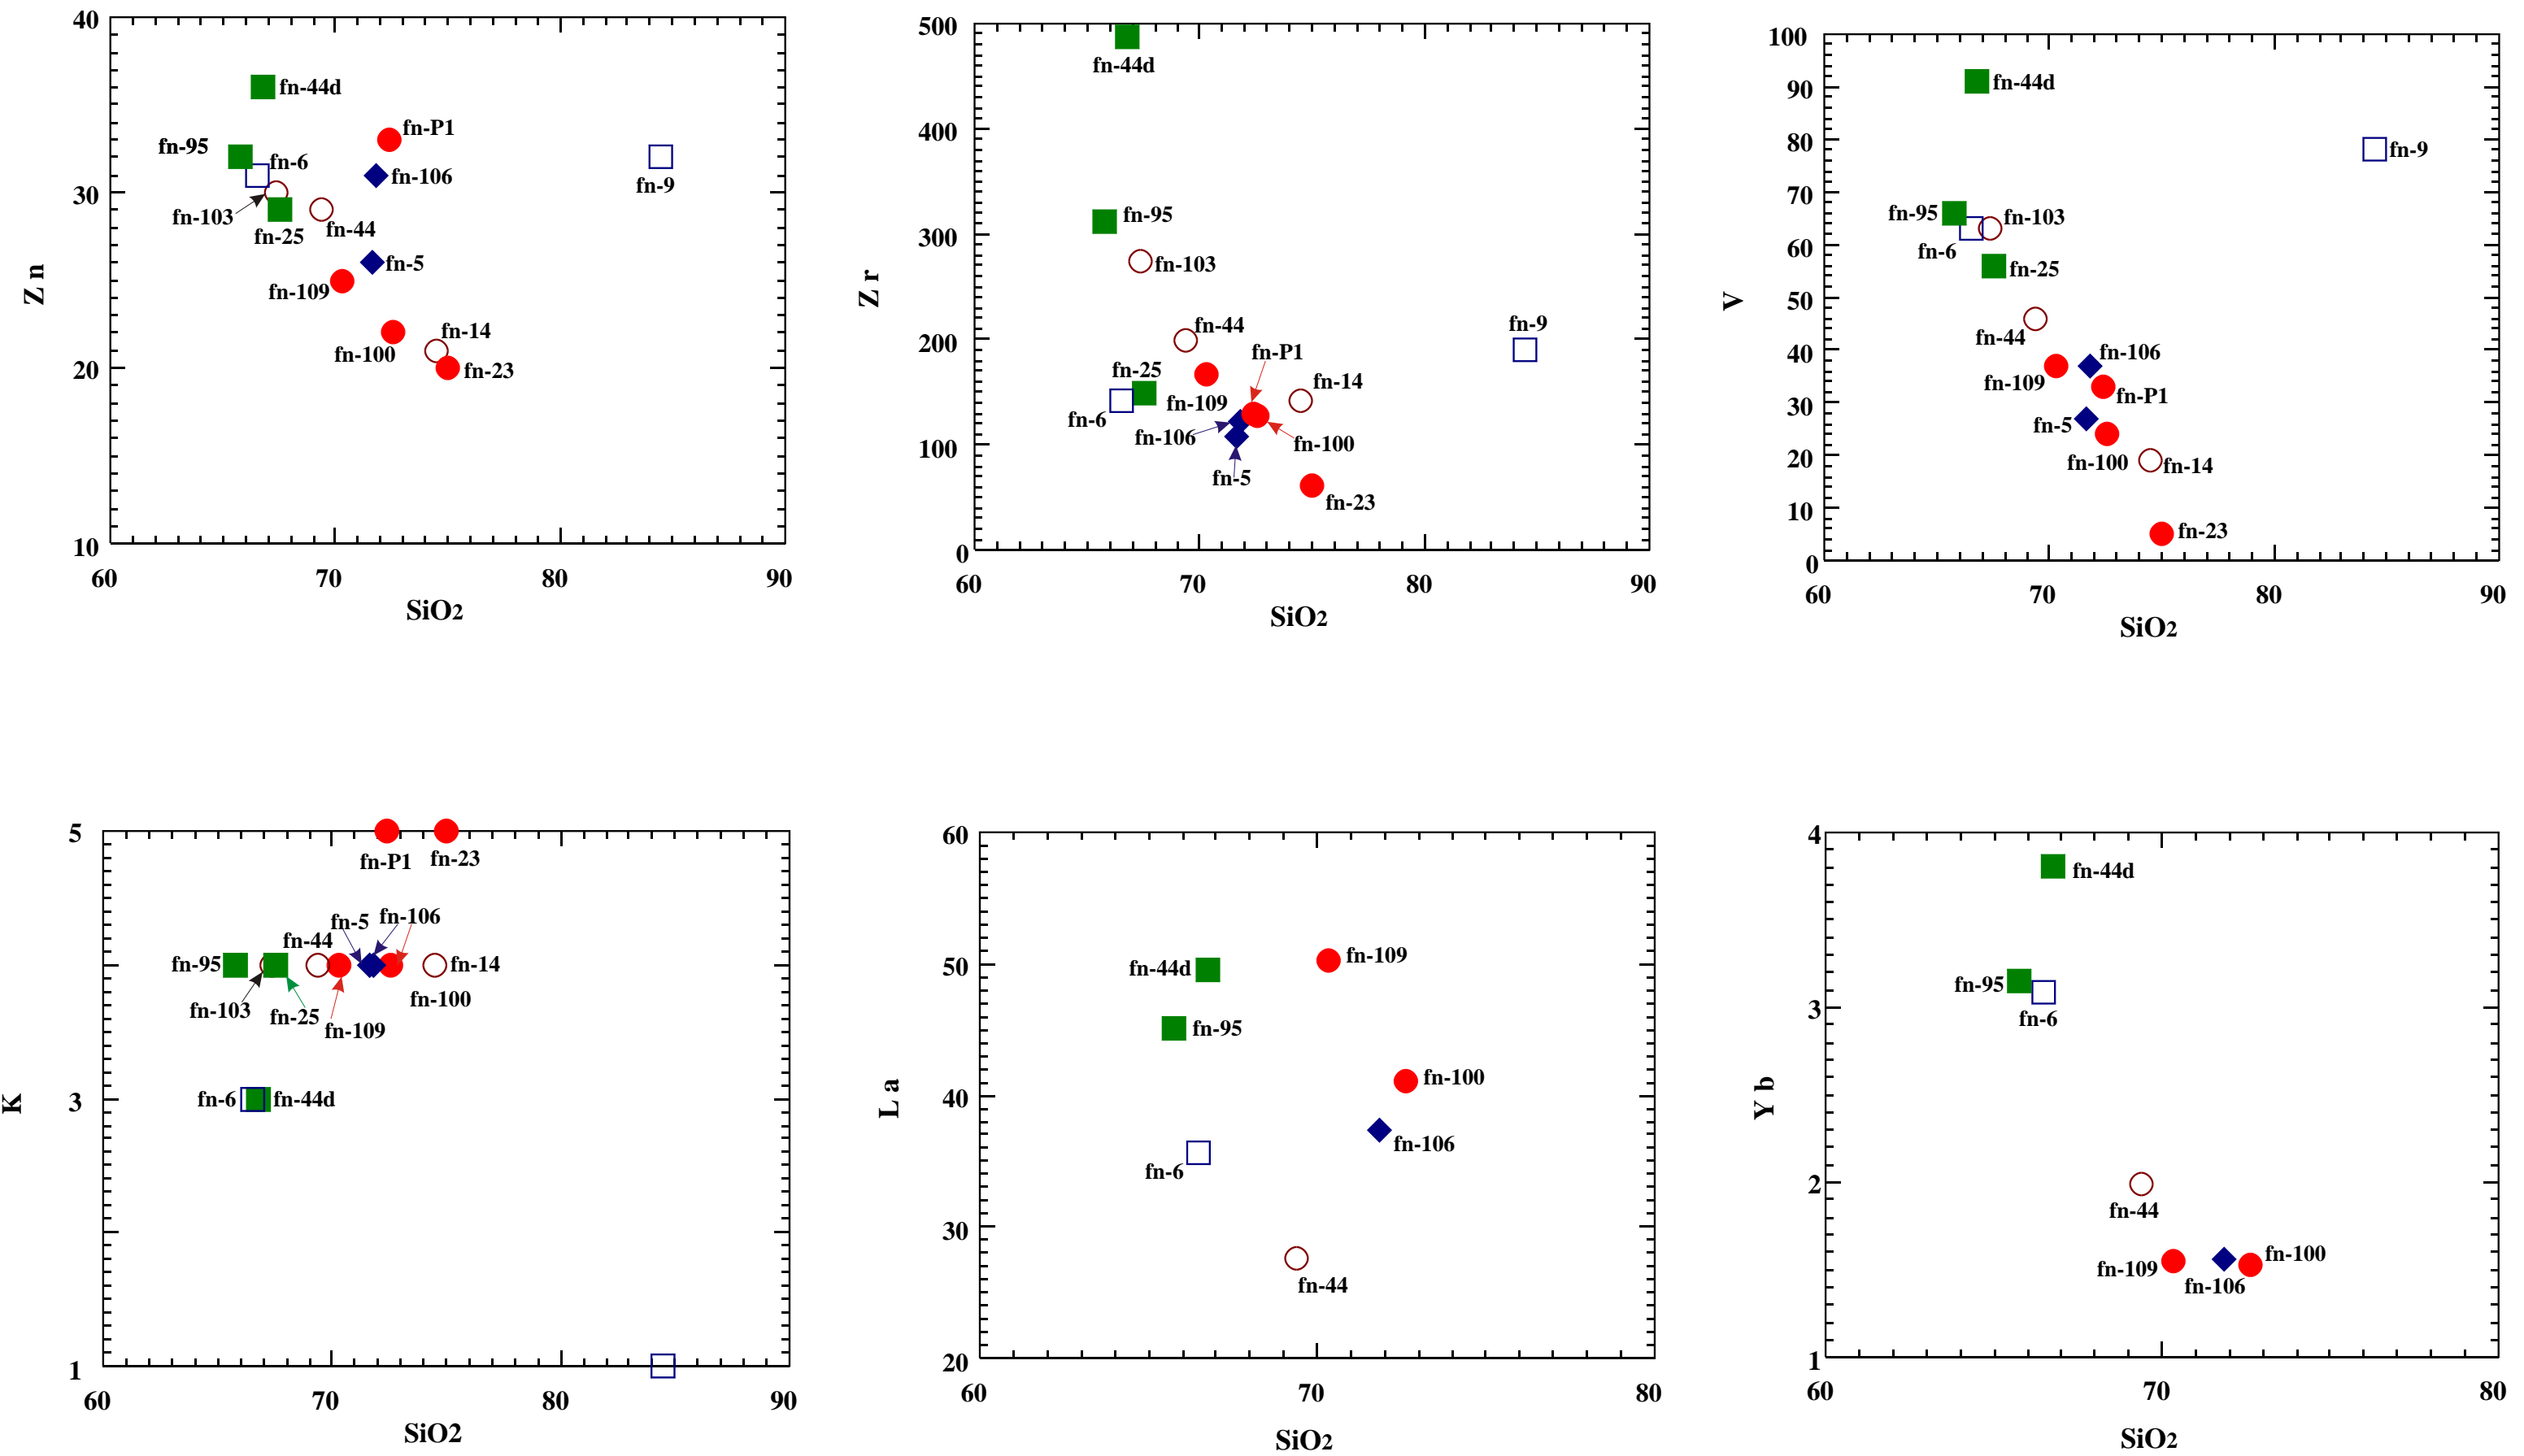 40
fn-44d
fn-P1
fn-95
fn-6
fn-106
fn-9
30
fn-103
fn-44
fn-25
fn-5
fn-109
Zn
fn-14
fn-100
20
fn-23
10
60
70
80
90
SiO2
500
fn-44d
400
fn-95
300
fn-103
Zr
fn-44
fn-9
200
fn-P1
fn-25
fn-14
fn-109
fn-6
fn-106
fn-100
100
fn-5
fn-23
0
60
70
80
90
SiO2
100
fn-44d
90
80
fn-9
70
fn-95
fn-103
60
fn-6
fn-25
50
V
fn-44
fn-106
40
fn-109
fn-P1
30
fn-5
fn-100
20
fn-14
10
fn-23
0
60
70
80
90
SiO2
5
fn-P1
fn-23
fn-5
fn-106
fn-44
fn-95
fn-14
fn-103
fn-25
fn-100
fn-109
3
fn-6
fn-44d
K
1
60
70
80
90
SiO2
60
fn-109
50
fn-44d
fn-95
fn-100
40
La
fn-106
fn-6
30
fn-44
20
60
70
80
SiO2
4
fn-44d
fn-95
3
fn-6
Yb
2
fn-44
fn-100
fn-109
fn-106
1
60
70
80
SiO2